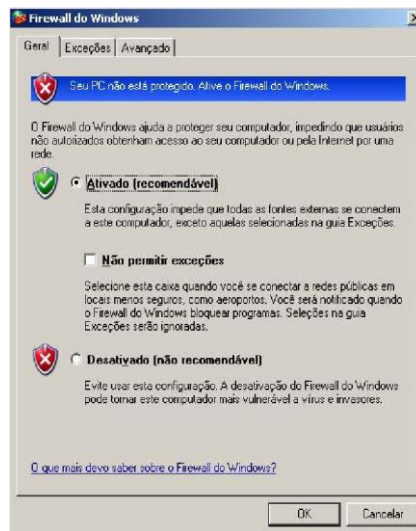 Firewall do Windows
Geral Exceções Avançado
Seu PC não está protegido. Ative o Firewall do Windows.
O Firewall do Windows ajuda a proteger seu computador, impedindo que usuários
não autorizados obtenham acesso ao seu computador ou pela Internet por uma
rede.
Ativado (recomendável)
Esta configuração impede que todas as fontes externas se conectem
a este computador, exceto aquelas selecionadas na guia Exceções.
Não permitir exceções
Selecione esta caixa quando você se conectar a redes públicas em
locais menos seguros, como aeroportos. Você será notificado quando
o Firewall do Windows bloquear programas. Seleções na guia
Exceções serão ignoradas.
Desativado (não recomendável)
Evite usar esta configuração. A desativação do Firewall do Windows
pode tornar este computador mais vulnerável a vírus e invasores.
O que mais devo saber sobre o Firewall do Windows?
OK Cancelar